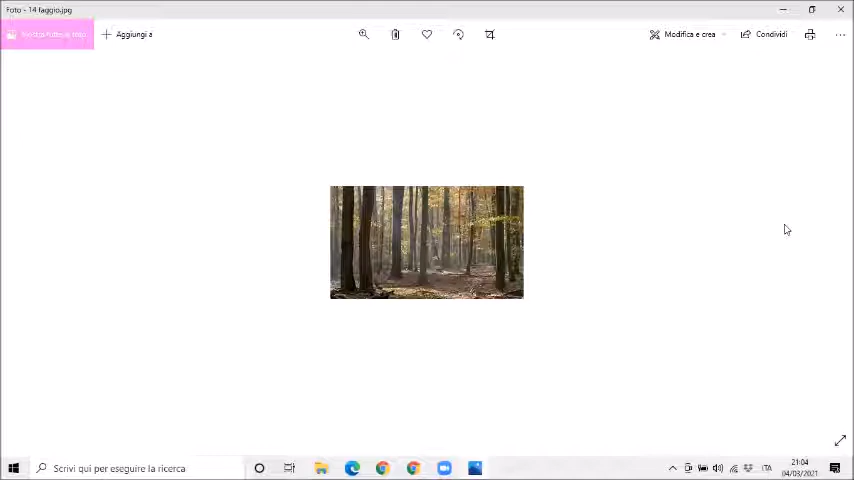 Foto - 14 faggio.jpg
Aggiungi a
Modifica e crea
Condividi
Scrivi qui per eseguire la ricerca
ITA
21:04
04/03/2021